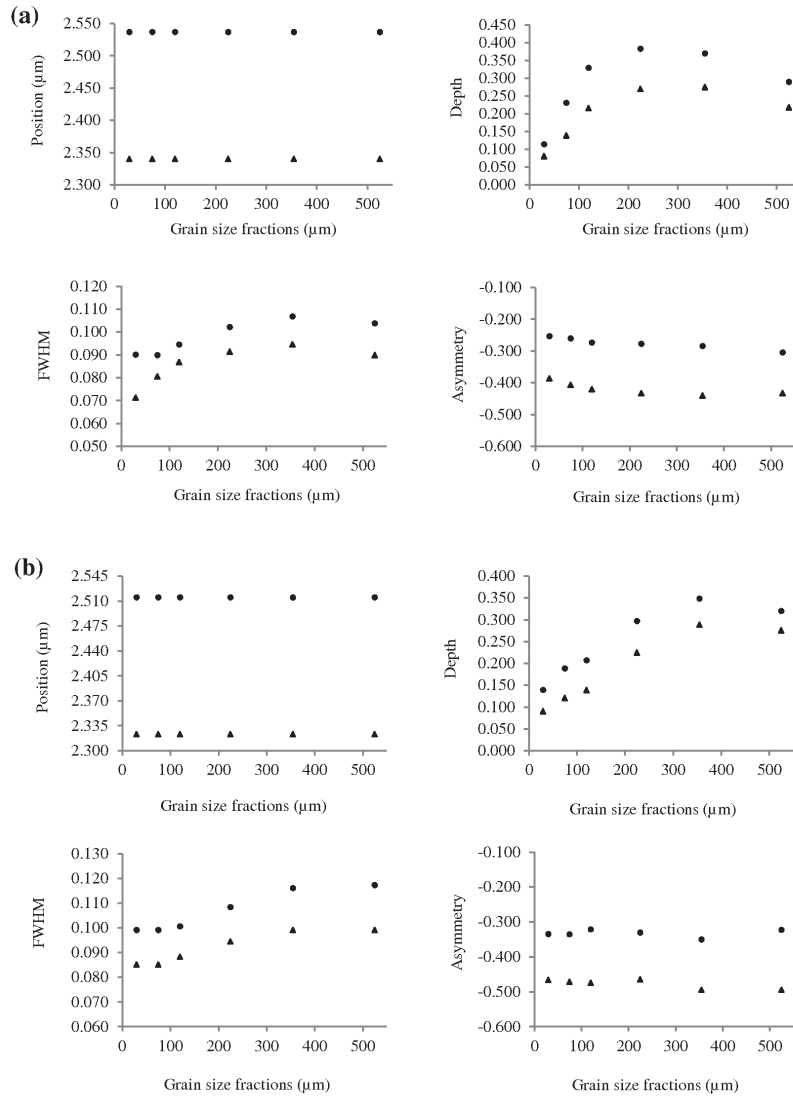 (a)
2.550
2.500
2.450
2.400
2.350
2.300
Position (µm)
0 100 200 300 400 500
Grain size fractions (µm)
0.450
0.400
0.350
0.300
0.250
0.200
0.150
0.100
0.050
0.000
Depth
0 100 200 300 400 500
Grain size fractions (µm)
0.120
0.110
0.100
0.090
0.080
0.070
0.060
0.050
FWHM
0 100 200 300 400 500
Grain size fractions (µm)
-0.100
-0.200
-0.300
-0.400
-0.500
-0.600
Asymmetry
0 100 200 300 400 500
Grain size fractions (µm)
(b)
2.545
2.510
2.475
2.440
2.405
2.370
2.335
2.300
Position (µm)
0 100 200 300 400 500
Grain size fractions (µm)
0.400
0.350
0.300
0.250
0.200
0.150
0.100
0.050
0.000
Depth
0 100 200 300 400 500
Grain size fractions (µm)
0.130
0.120
0.110
0.100
0.090
0.080
0.070
0.060
FWHM
0 100 200 300 400 500
Grain size fractions (µm)
-0.100
-0.200
-0.300
-0.400
-0.500
-0.600
Asymmetry
0 100 200 300 400 500
Grain size fractions (µm)